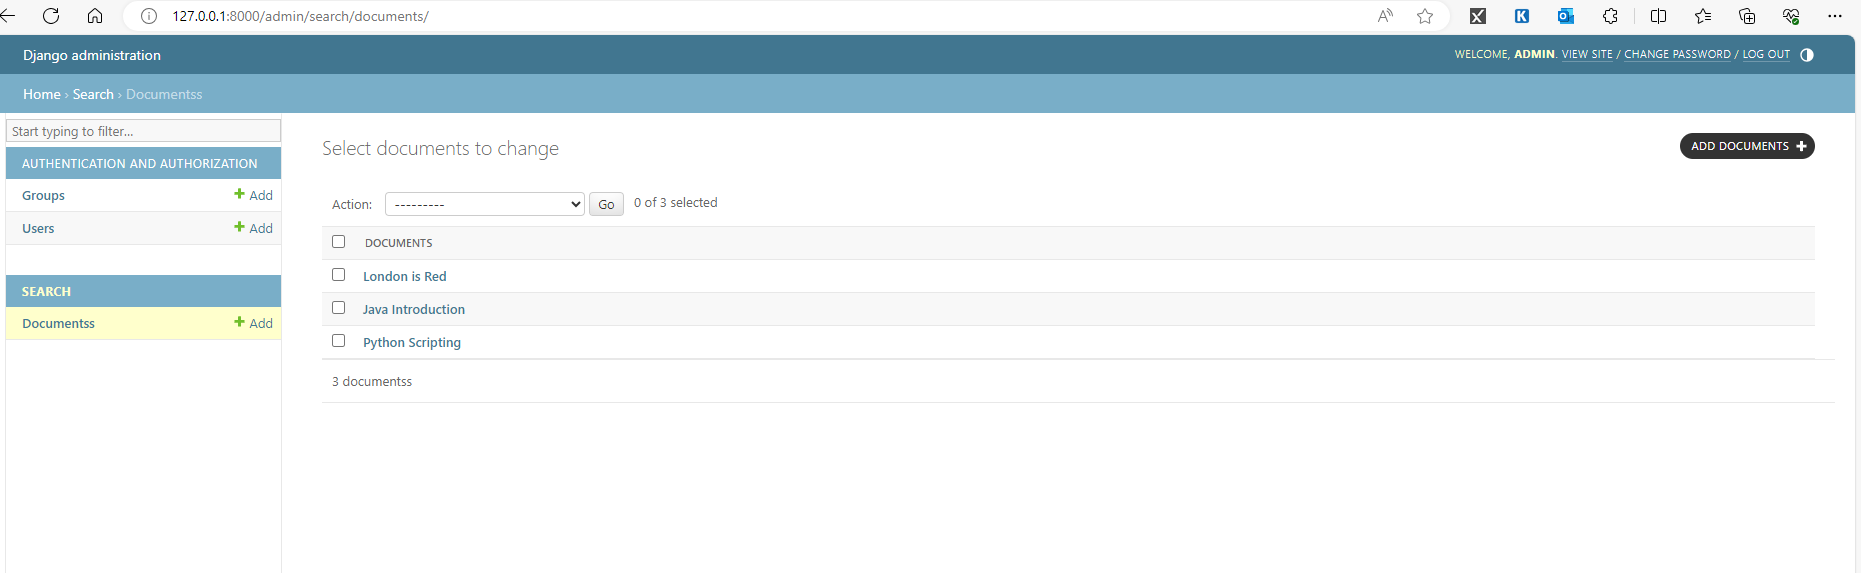 127.0.0.1:8000/admin/search/documents/
Django administration
WELCOME, ADMIN. VIEW SITE / CHANGE PASSWORD / LOG OUT
Home › Search › Documentss
Start typing to filter...
AUTHENTICATION AND AUTHORIZATION
Groups + Add
Users + Add
SEARCH
Documentss + Add
Select documents to change
ADD DOCUMENTS +
Action: --------- Go 0 of 3 selected
DOCUMENTS
London is Red
Java Introduction
Python Scripting
3 documentss